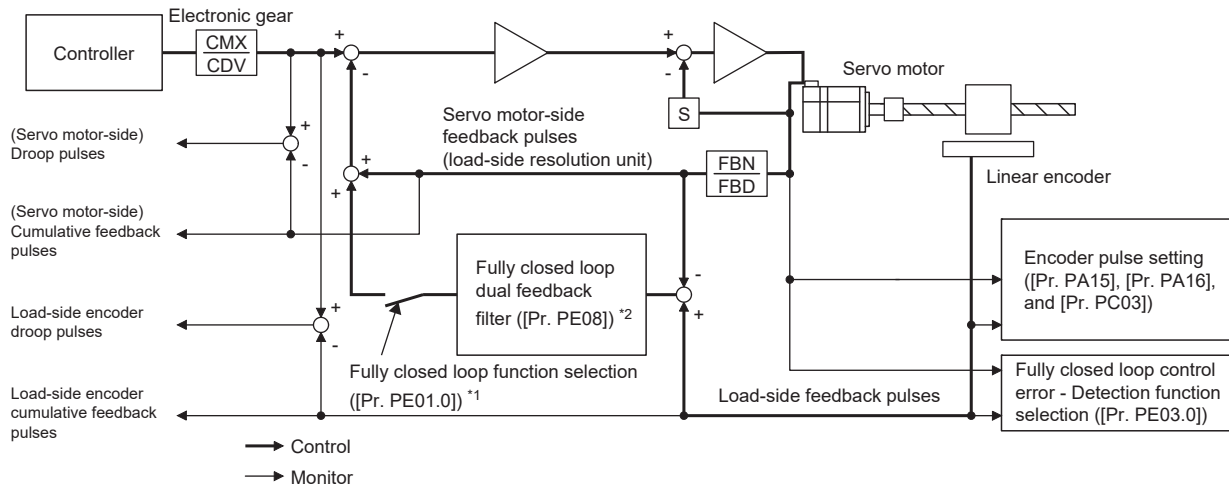 Electronic gear
Controller
CMX
CDV
+
-
+
-
S
Servo motor
Linear encoder
Servo motor-side
feedback pulses
(load-side resolution unit)
FBN
FBD
(Servo motor-side)
Droop pulses
+
-
+
+
(Servo motor-side)
Cumulative feedback
pulses
Fully closed loop
dual feedback
filter ([Pr. PE08]) *2
-
+
Encoder pulse setting
([Pr. PA15], [Pr. PA16],
and [Pr. PC03])
Load-side encoder
droop pulses
+
-
Fully closed loop function selection
([Pr. PE01.0]) *1
Load-side feedback pulses
Fully closed loop control
error - Detection function
selection ([Pr. PE03.0])
Load-side encoder
cumulative feedback
pulses
Control
Monitor